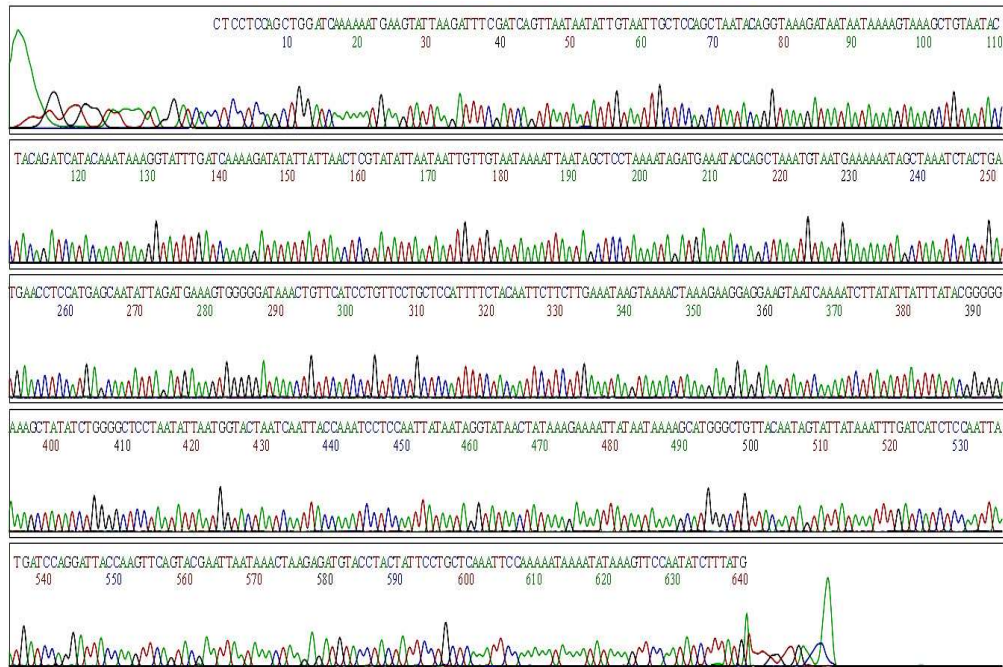 CTCCTCCAGCTGGATCAAAAAATGAAGTATTAAGATTTCGATCAGTTAATAATATTGTAATTGCTCCAGCTAATACAGGTAAAGATAATAATAAAAGTAAAGCTGTAATAC
10 20 30 40 50 60 70 80 90 100 110
TACAGATCATACAAATAAAGGTATTTGATCAAAAGATATATTATTAACTCGTATATTAATAATTGTTGTAATAAAATTAATAGCTCCTAAAATAGATGAAATACCAGCTAAATGTAATGAAAAAATAGCTAAATCTACTGA
120 130 140 150 160 170 180 190 200 210 220 230 240 250
TGAACCTCCATGAGCAATATTAGATGAAAGTGGGGGATAAACTGTTCATCCTGTTCCTGCTCCATTTTCTACAATTCTTCTTGAAATAAGTAAAACTAAAGAAGGAGGAAGTAATCAAAATCTTATATTATTTATACGGGGG
260 270 280 290 300 310 320 330 340 350 360 370 380 390
AAAGCTATATCTGGGGCTCCTAATATTAATGGTACTAATCAATTACCAAATCCTCCAATTATAATAGGTATAACTATAAAGAAAATTATAATAAAAGCATGGGCTGTTACAATAGTATTATAAATTTGATCATCTCCAATTA
400 410 420 430 440 450 460 470 480 490 500 510 520 530
TGATCCAGGATTACCAAGTTCAGTACGAATTAATAAACTAAGAGATGTACCTACTATTCCTGCTCAAATTCCAAAAATAAAATATAAAGTTCCAATATCTTTATG
540 550 560 570 580 590 600 610 620 630 640